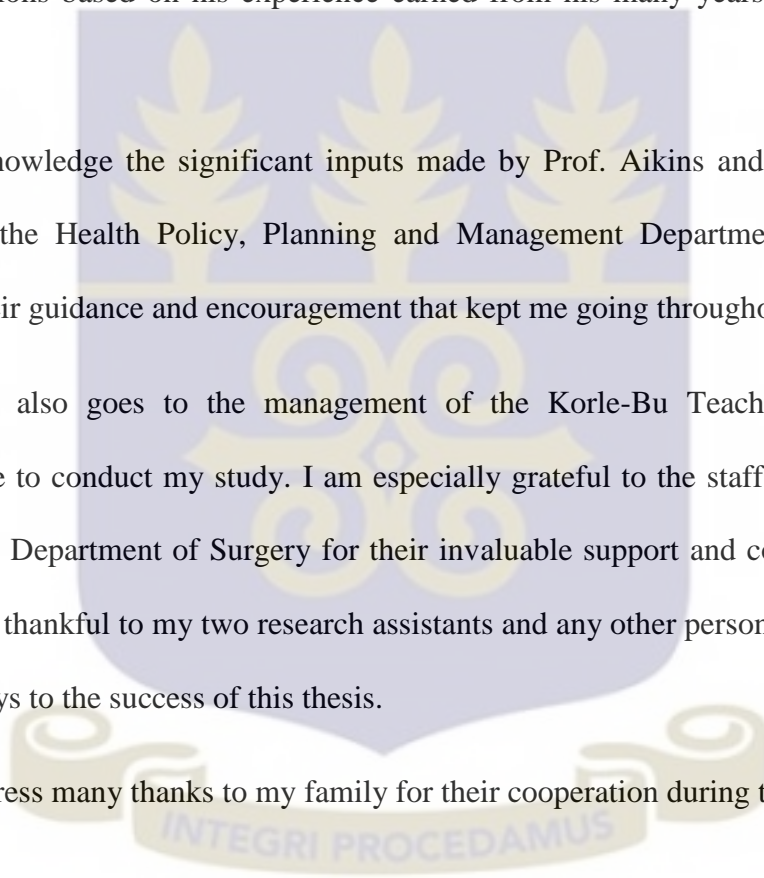 ions based on his experience earned from his many years
nowledge the significant inputs made by Prof. Aikins and
the Health Policy, Planning and Management Departme
ir guidance and encouragement that kept me going througho
also goes to the management of the Korle-Bu Teach
e to conduct my study. I am especially grateful to the staff
Department of Surgery for their invaluable support and c
thankful to my two research assistants and any other person
ys to the success of this thesis.
ress many thanks to my family for their cooperation during t
INTEGRI PROCEDAMUS